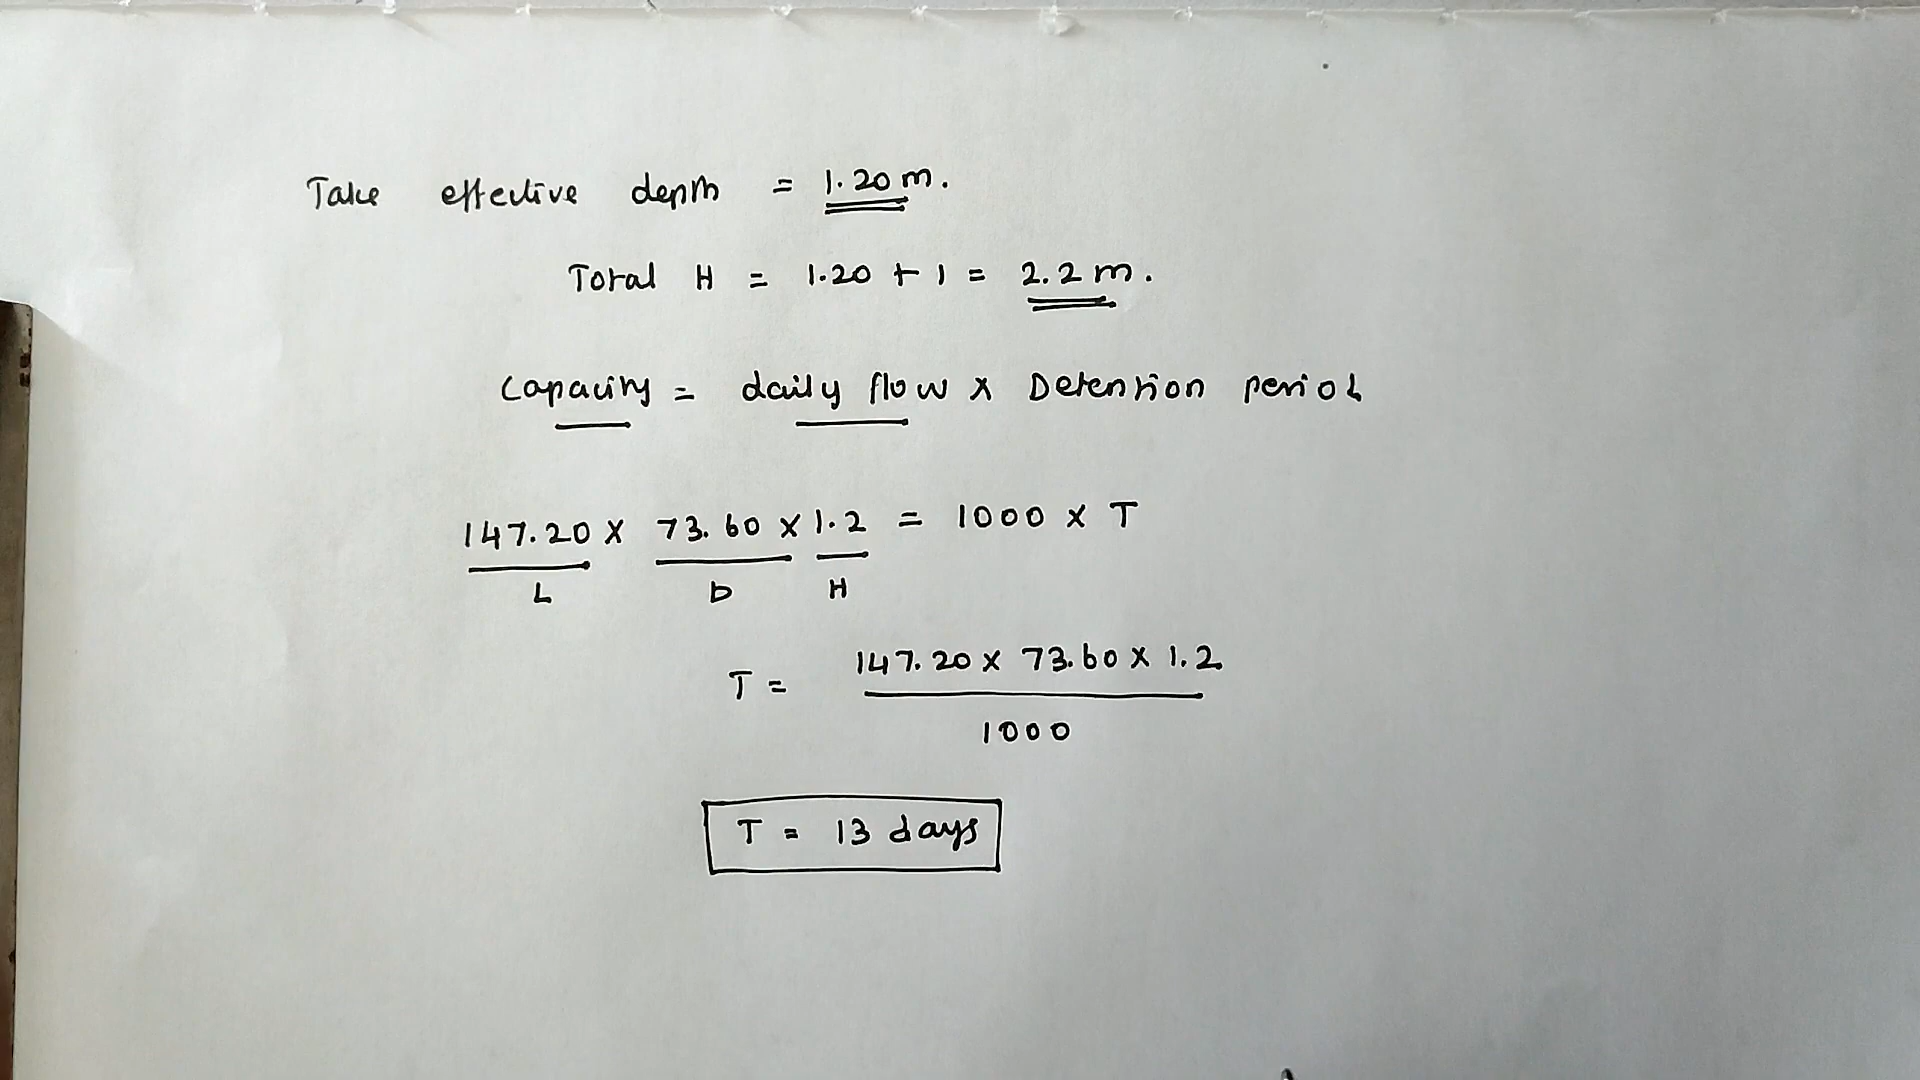 Take effective depth = 1.20 m.
Total H = 1.20 + 1 = 2.2 m.
Capacity = daily flow x Detention period
147.20 x 73.60 x 1.2 = 1000 x T
L b H
T = 147.20 x 73.60 x 1.2
1000
T = 13 days